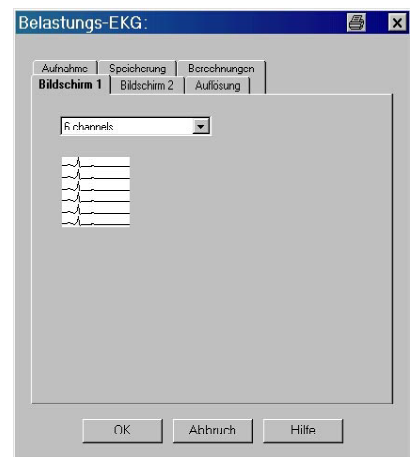 Belastungs-EKG:
Aufnahme Speicherung Berechnungen
Bildschirm 1 Bildschirm 2 Auflösung
6 channels
OK Abbruch Hilfe